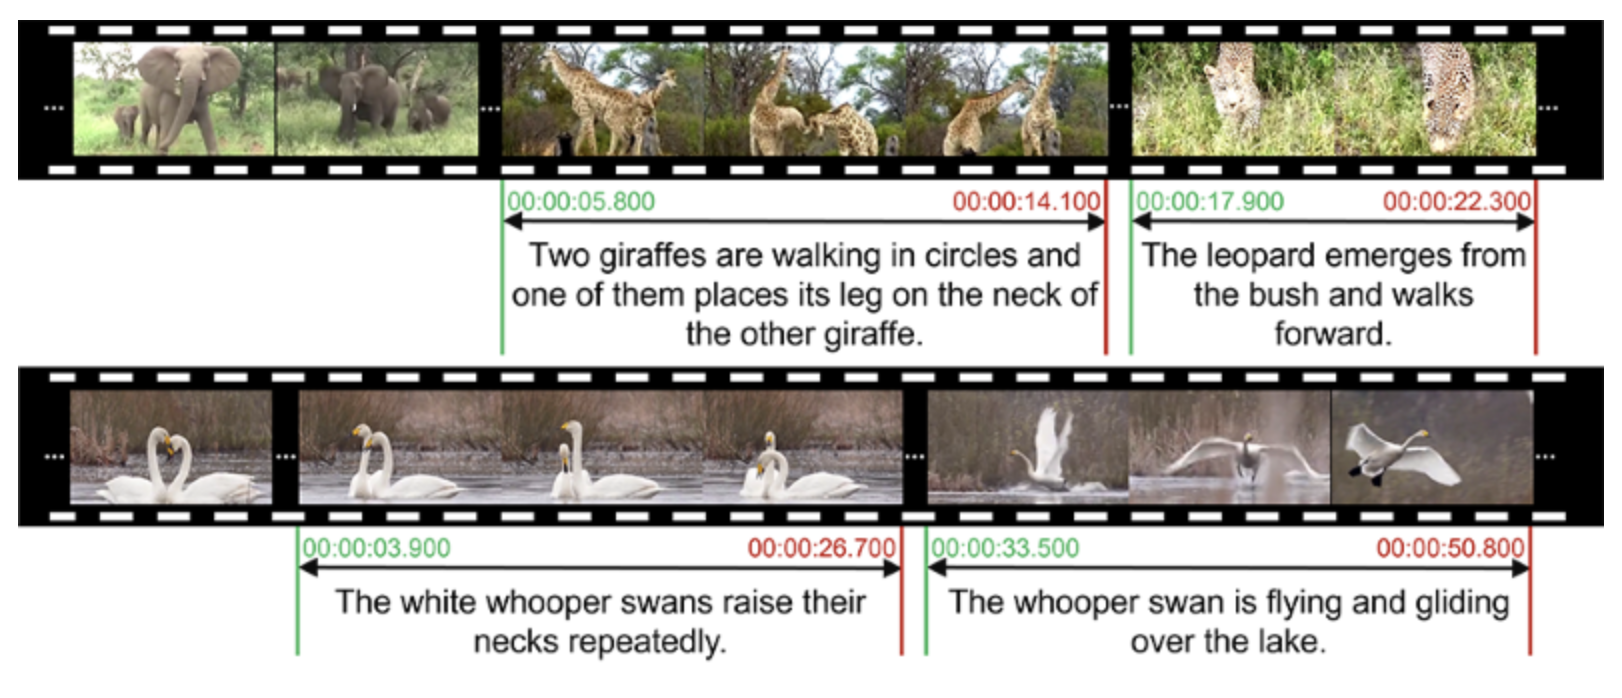 ... ... ... ...
00:00:05.800 00:00:14.100 00:00:17.900 00:00:22.300
Two giraffes are walking in circles and
one of them places its leg on the neck of
the other giraffe.
The leopard emerges from
the bush and walks
forward.
... ... ... ...
00:00:03.900 00:00:26.700 00:00:33.500 00:00:50.800
The white whooper swans raise their
necks repeatedly.
The whooper swan is flying and gliding
over the lake.